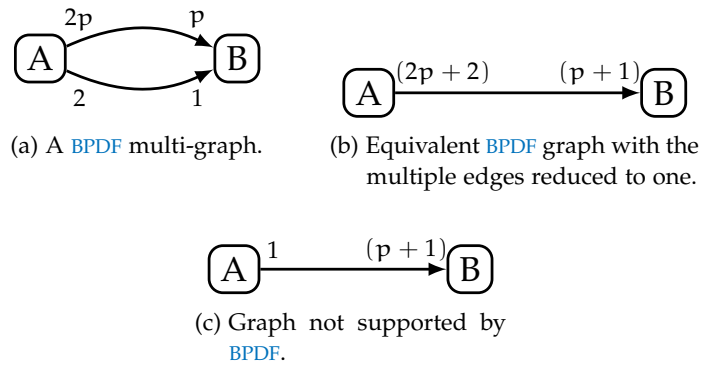 2p p
A B
2 1
(a) A BPDF multi-graph.
A (2p + 2) (p + 1) B
(b) Equivalent BPDF graph with the
multiple edges reduced to one.
A 1 (p + 1) B
(c) Graph not supported by
BPDF.